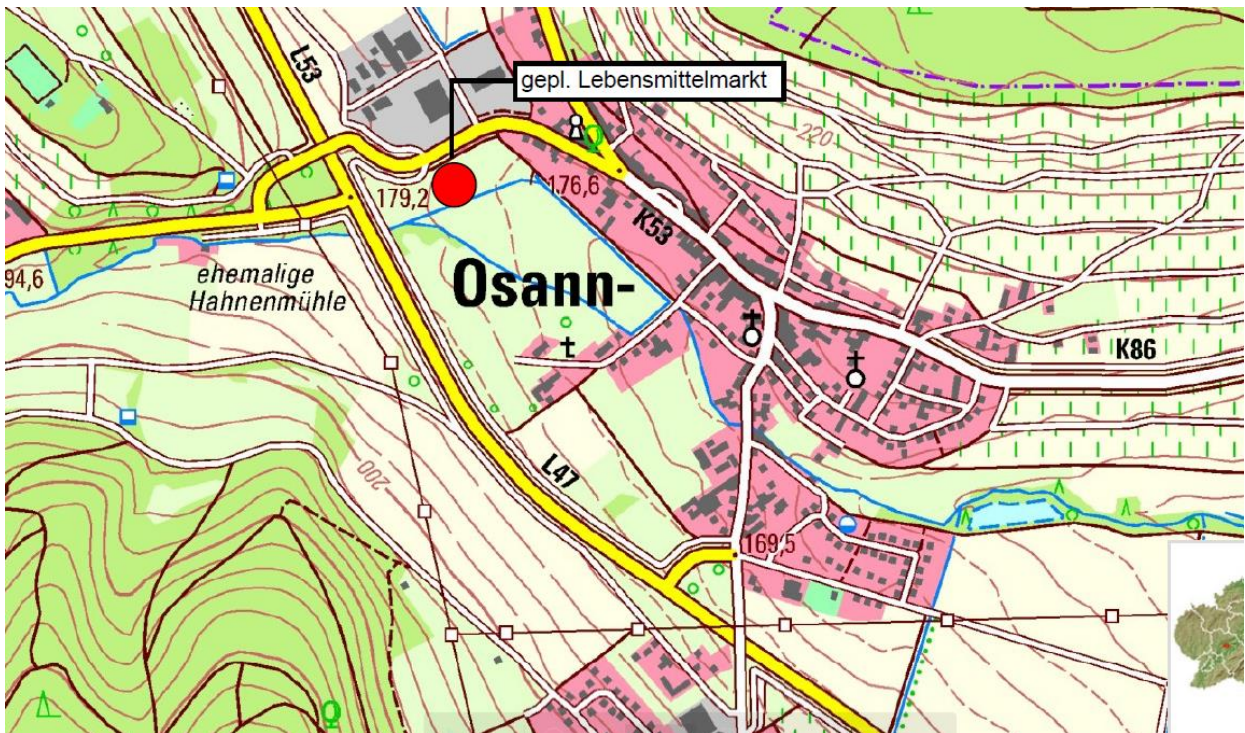 L53
gepl. Lebensmittelmarkt
220
179,2
176,6
K53
94,6
ehemalige
Hahnenmühle
Osann-
K86
200
L47
169,5